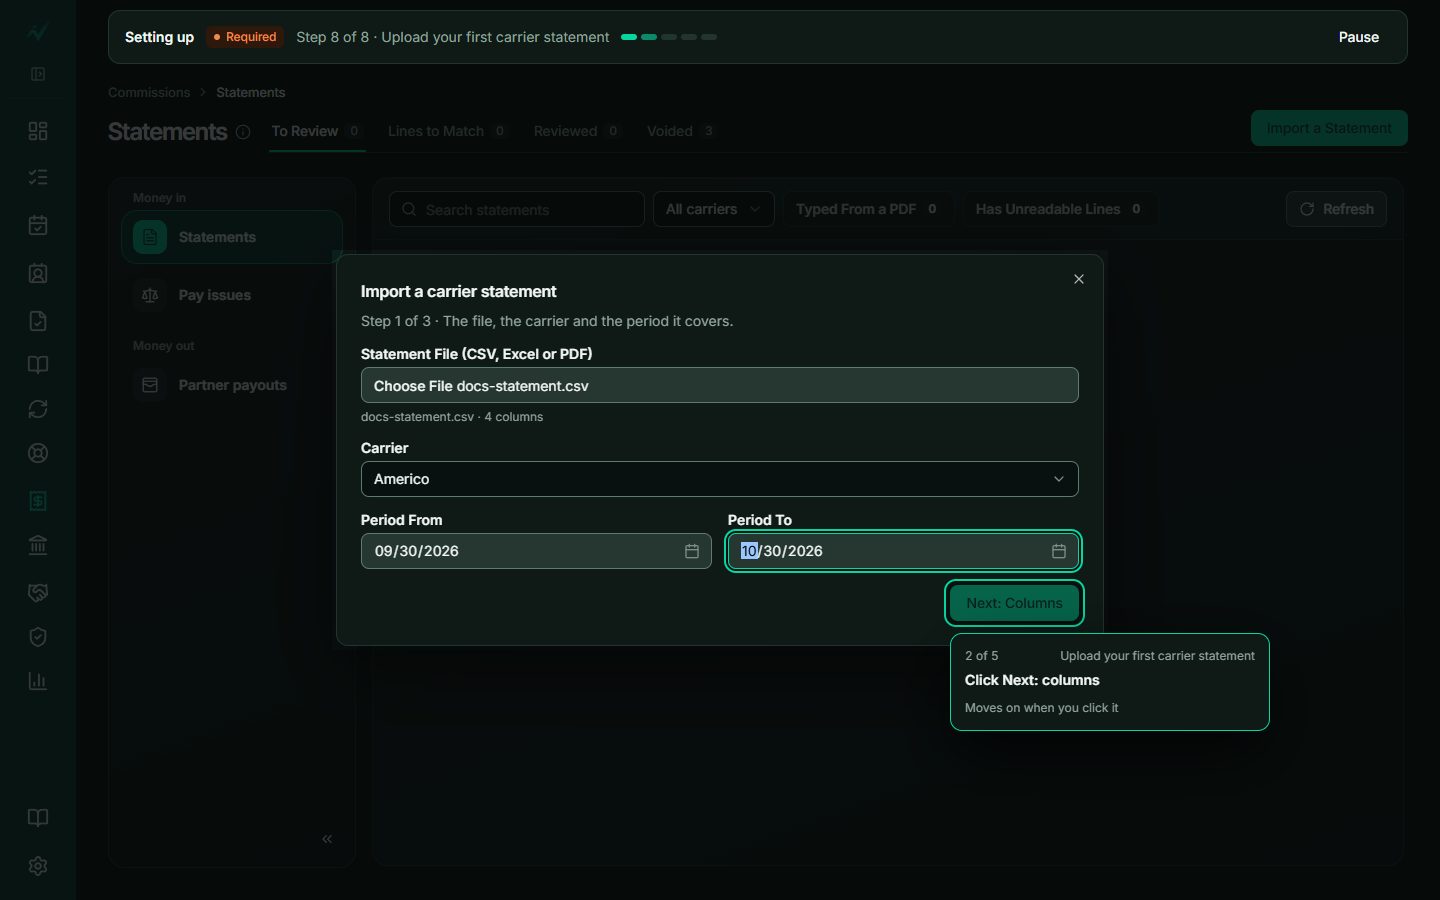 Setting up
Required
Step 8 of 8 · Upload your first carrier statement
Pause
Commissions
Statements
Statements
To Review 0
Lines to Match 0
Reviewed 0
Voided 3
Import a Statement
Money in
Statements
Pay issues
Money out
Partner payouts
Search statements
All carriers
Typed From a PDF 0
Has Unreadable Lines 0
Refresh
Import a carrier statement
Step 1 of 3 · The file, the carrier and the period it covers.
Statement File (CSV, Excel or PDF)
Choose File docs-statement.csv
docs-statement.csv · 4 columns
Carrier
Americo
Period From
Period To
09/30/2026
10/30/2026
Next: Columns
2 of 5
Upload your first carrier statement
Click Next: columns
Moves on when you click it